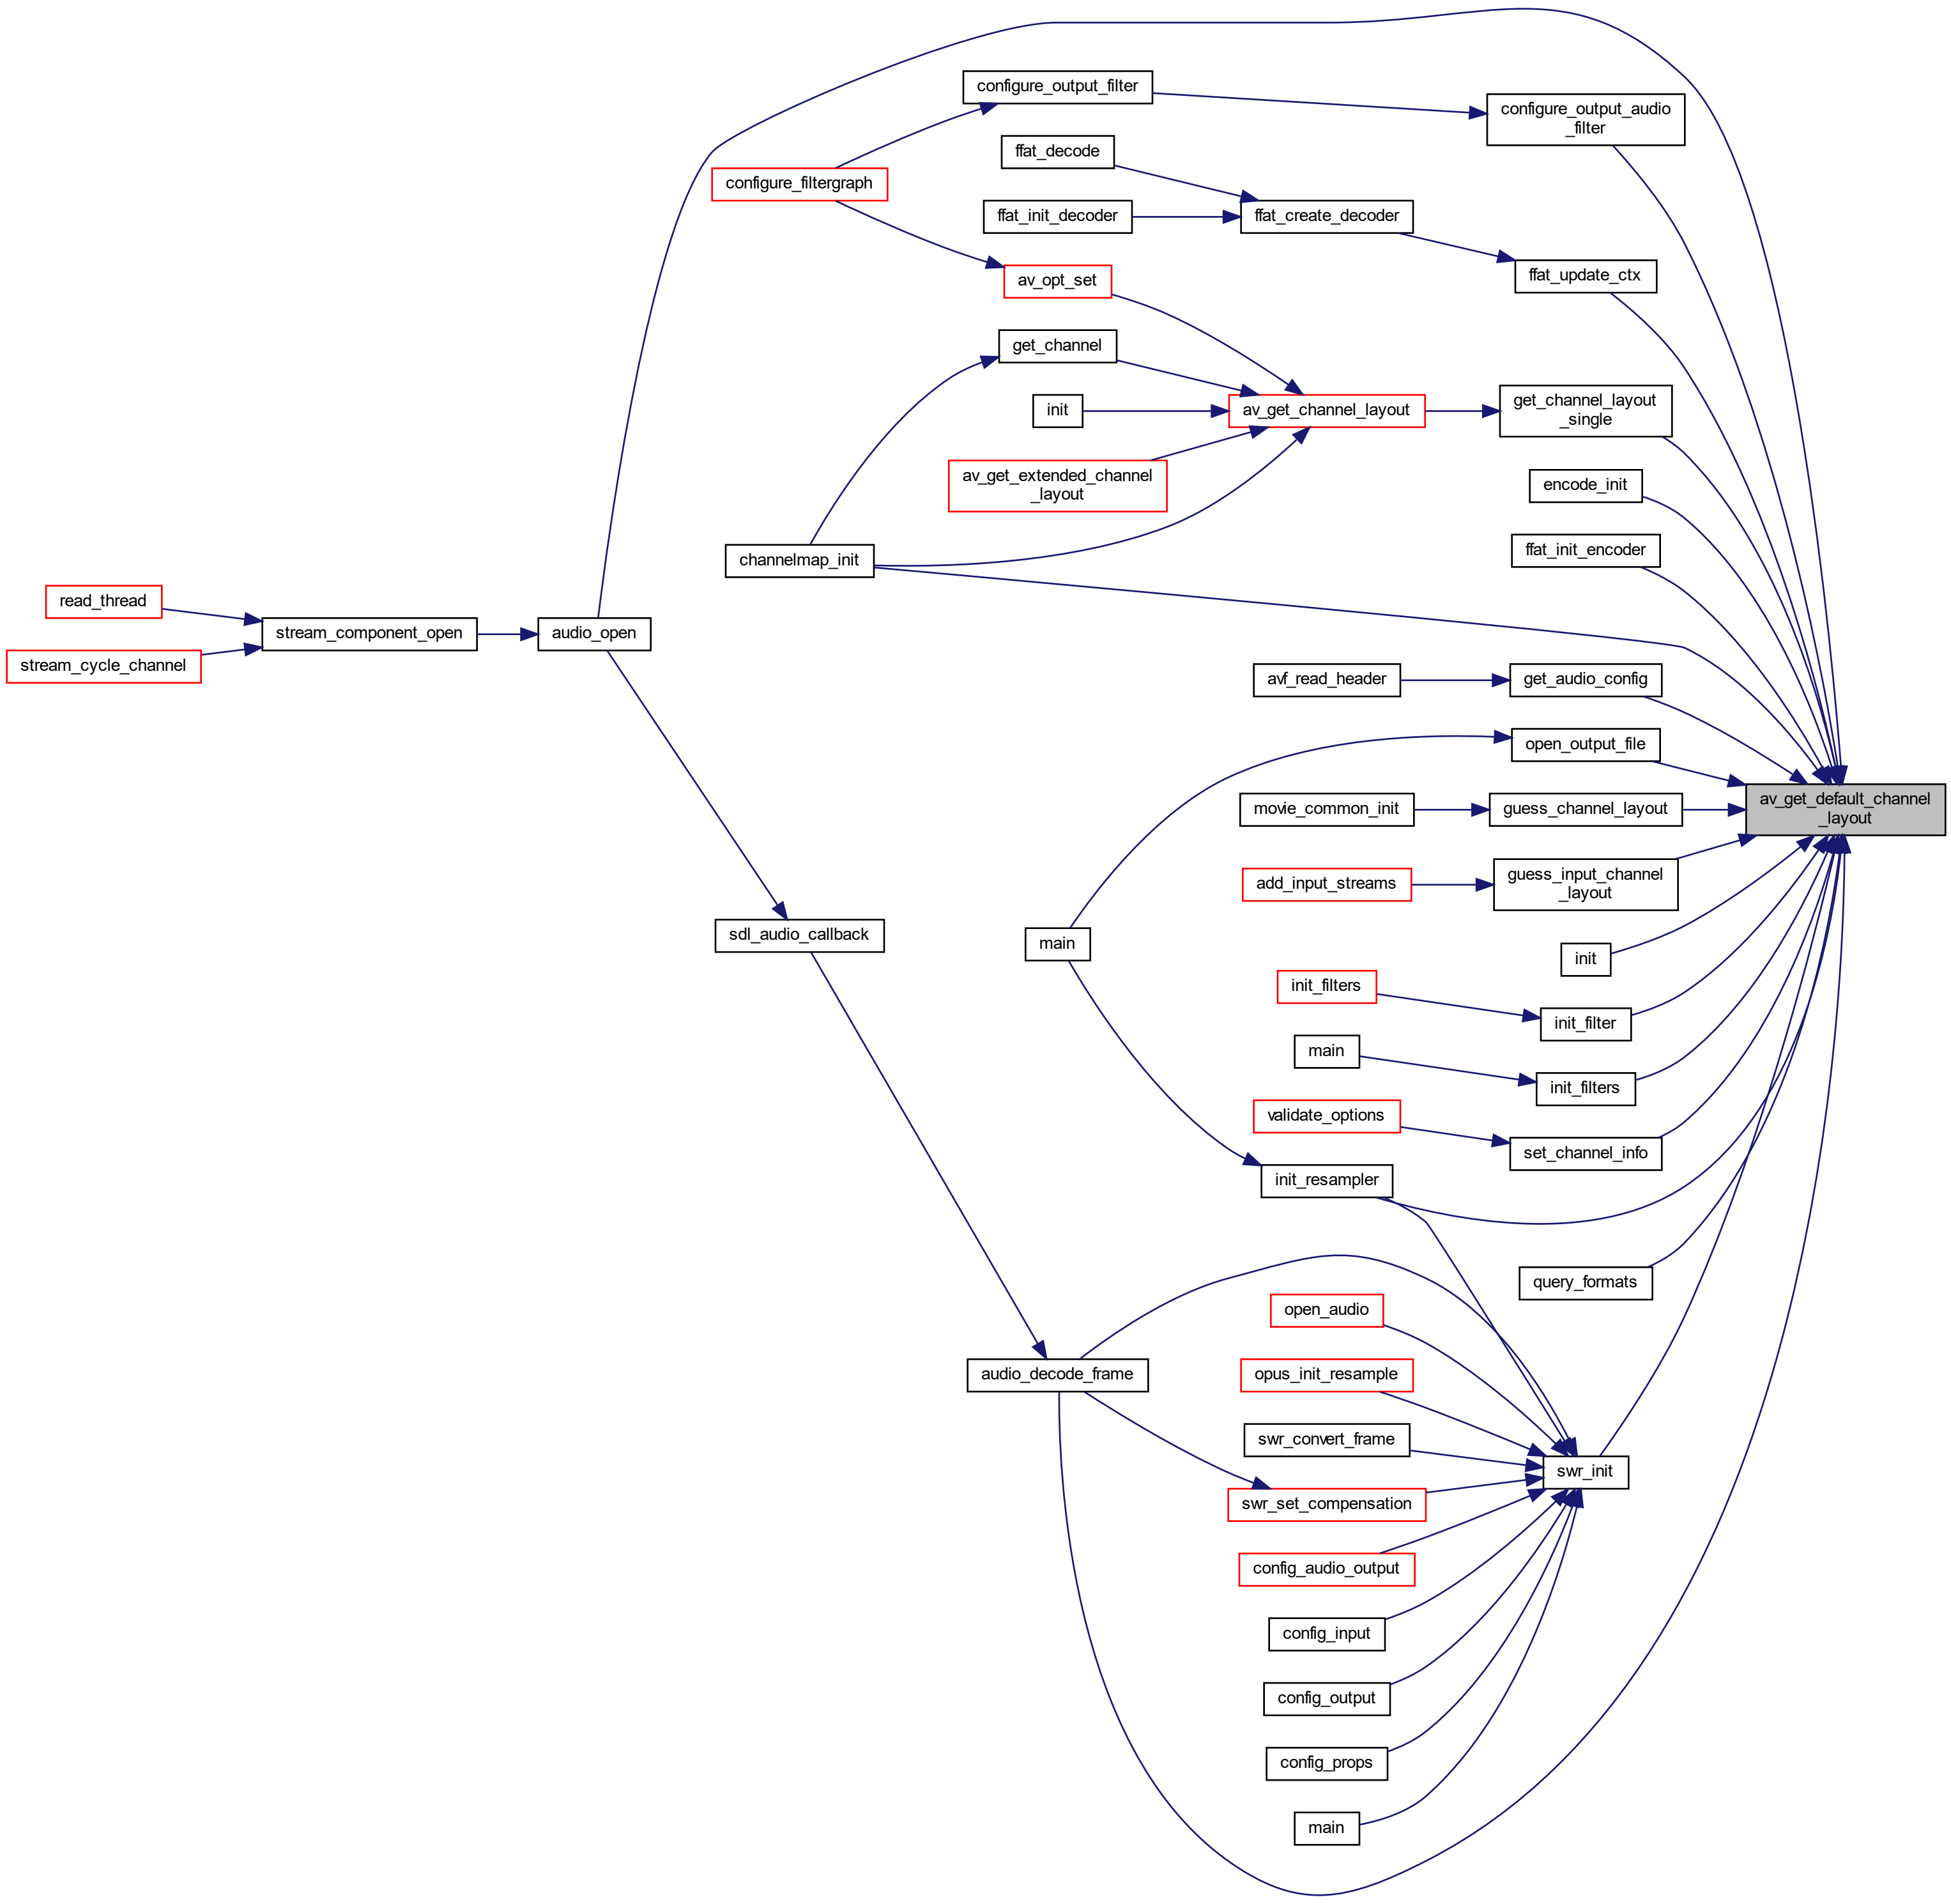 configure_output_filter
configure_output_audio
_filter
ffat_decode
configure_filtergraph
ffat_init_decoder
ffat_create_decoder
av_opt_set
ffat_update_ctx
get_channel
init
av_get_channel_layout
get_channel_layout
_single
av_get_extended_channel
_layout
encode_init
ffat_init_encoder
channelmap_init
read_thread
stream_component_open
audio_open
stream_cycle_channel
avf_read_header
get_audio_config
open_output_file
movie_common_init
guess_channel_layout
av_get_default_channel
_layout
add_input_streams
guess_input_channel
_layout
sdl_audio_callback
main
init
init_filters
init_filter
main
init_filters
validate_options
set_channel_info
init_resampler
query_formats
open_audio
audio_decode_frame
opus_init_resample
swr_convert_frame
swr_init
swr_set_compensation
config_audio_output
config_input
config_output
config_props
main